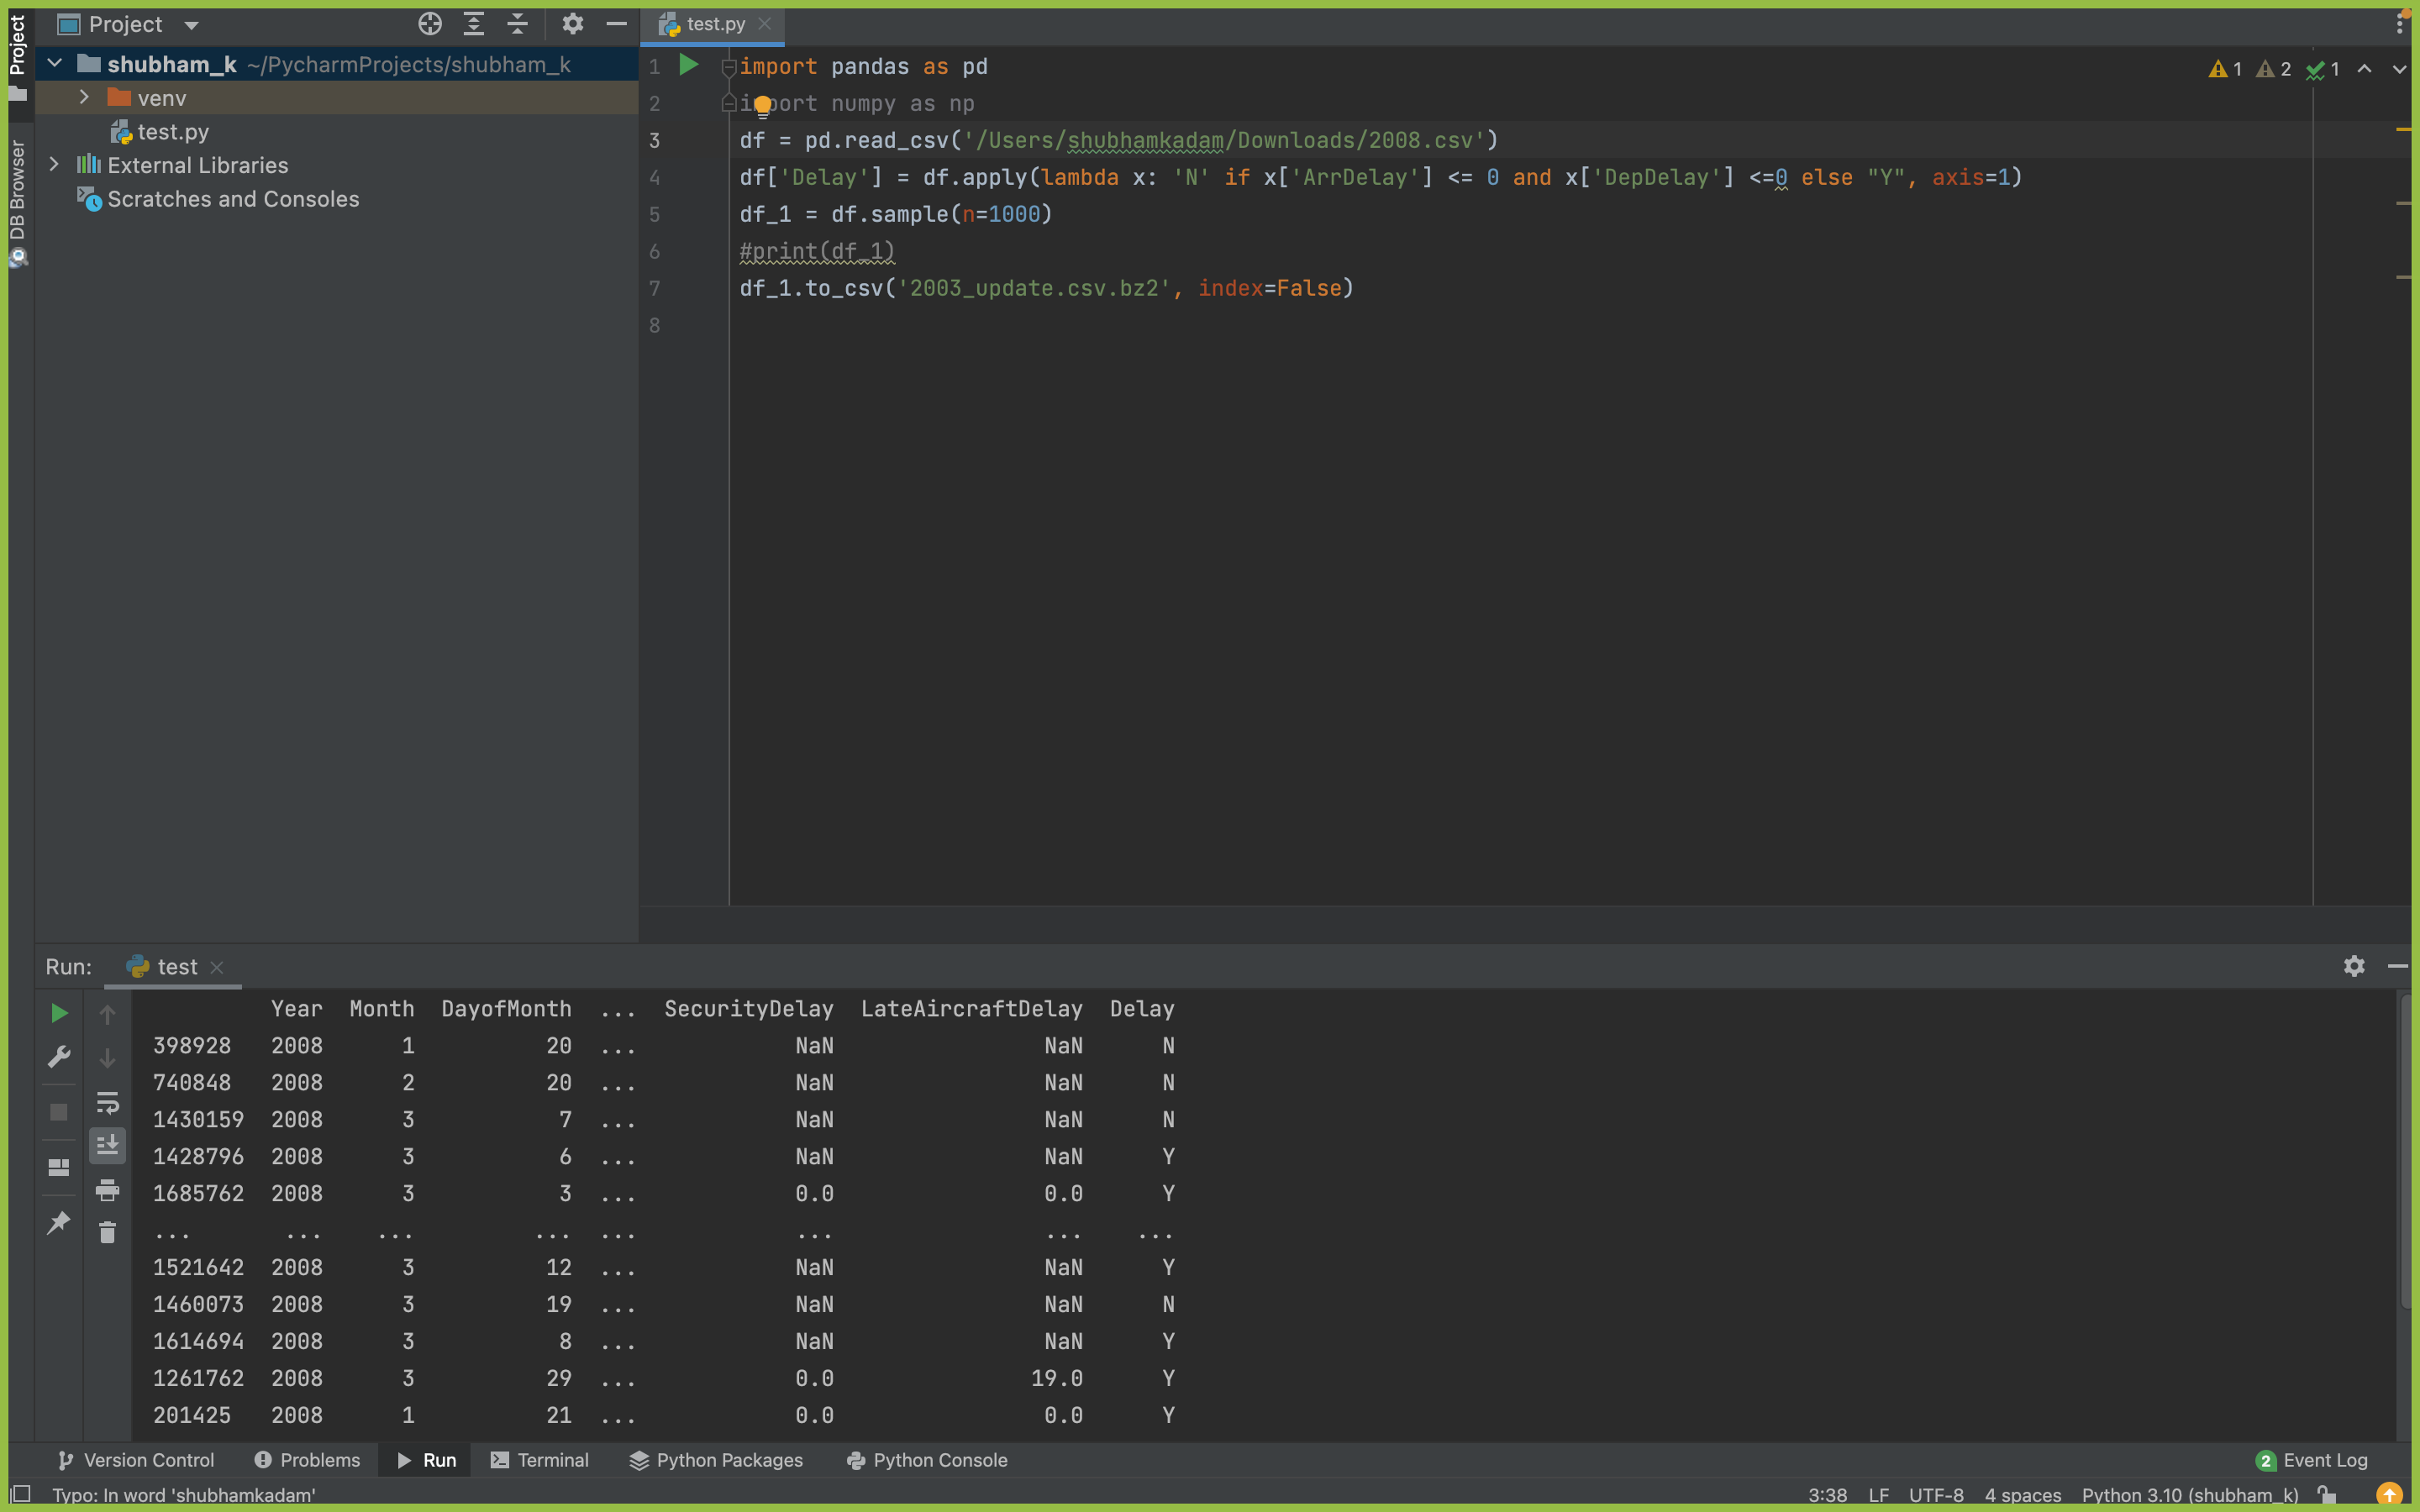 Project
test.py
Project
DB Browser
shubham_k ~/PycharmProjects/shubham_k
venv
test.py
External Libraries
Scratches and Consoles
1 import pandas as pd
2 import numpy as np
3 df = pd.read_csv('/Users/shubhamkadam/Downloads/2008.csv')
4 df['Delay'] = df.apply(lambda x: 'N' if x['ArrDelay'] <= 0 and x['DepDelay'] <=0 else "Y", axis=1)
5 df_1 = df.sample(n=1000)
6 #print(df_1)
7 df_1.to_csv('2003_update.csv.bz2', index=False)
8
1 2 1
Run: test
Year Month DayofMonth ... SecurityDelay LateAircraftDelay Delay
398928 2008 1 20 ... NaN NaN N
740848 2008 2 20 ... NaN NaN N
1430159 2008 3 7 ... NaN NaN N
1428796 2008 3 6 ... NaN NaN Y
1685762 2008 3 3 ... 0.0 0.0 Y
... ... ... ... ... ... ... ...
1521642 2008 3 12 ... NaN NaN Y
1460073 2008 3 19 ... NaN NaN N
1614694 2008 3 8 ... NaN NaN Y
1261762 2008 3 29 ... 0.0 19.0 Y
201425 2008 1 21 ... 0.0 0.0 Y
Version Control Problems Run Terminal Python Packages Python Console 2 Event Log
Typo: In word 'shubhamkadam' 3:38 LF UTF-8 4 spaces Python 3.10 (shubham_k)